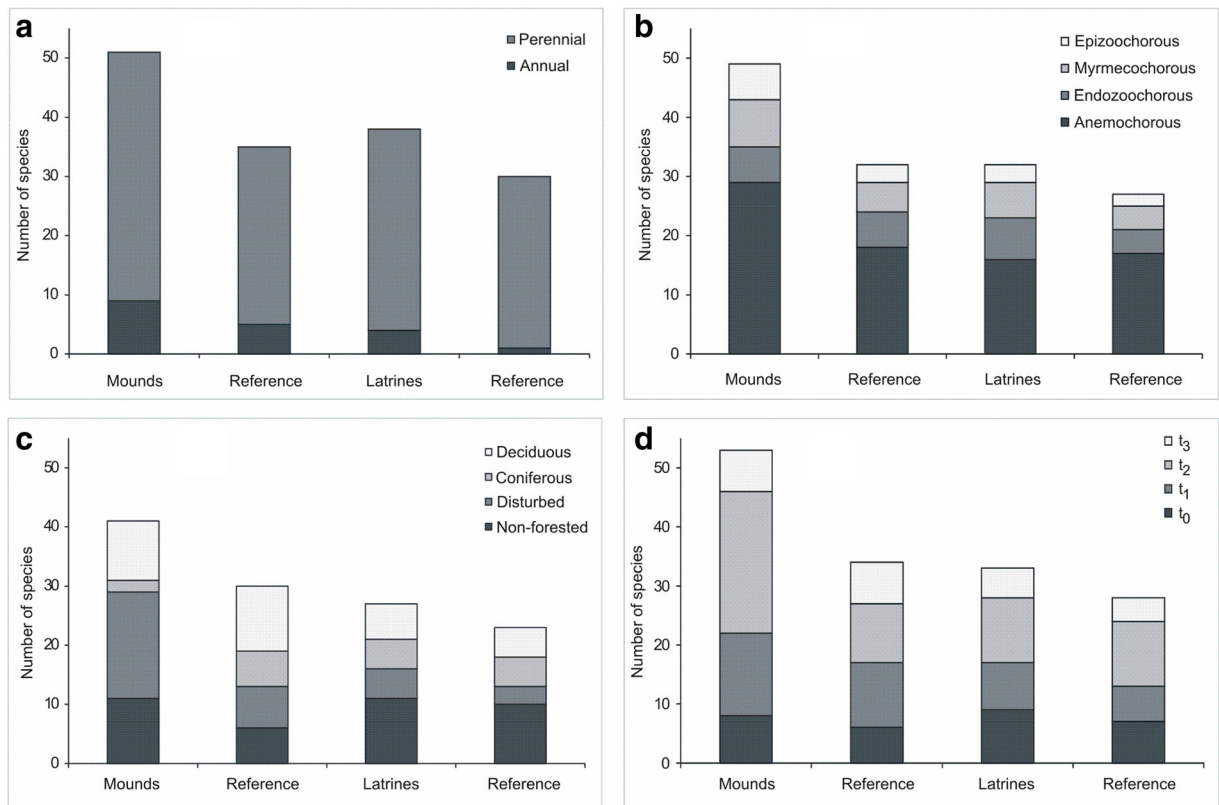 a
Perennial
Annual
Number of species
50
40
30
20
10
0
Mounds Reference Latrines Reference
b
Epizoochorous
Myrmecochorous
Endozoochorous
Anemochorous
Number of species
50
40
30
20
10
0
Mounds Reference Latrines Reference
c
Deciduous
Coniferous
Disturbed
Non-forested
Number of species
50
40
30
20
10
0
Mounds Reference Latrines Reference
d
t3
t2
t1
t0
Number of species
50
40
30
20
10
0
Mounds Reference Latrines Reference